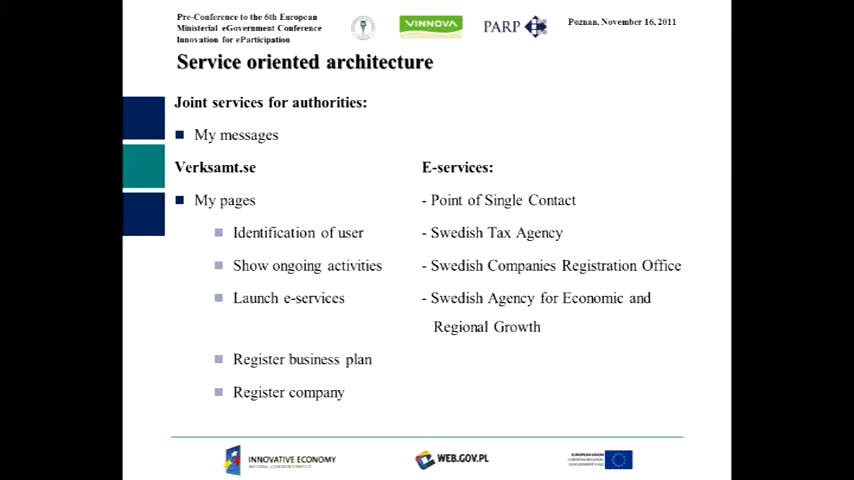 Pre-Conference to the 6th European
Ministerial eGovernment Conference
Innovation for eParticipation
VINNOVA
PARP
Poznan, November 16, 2011
Service oriented architecture
Joint services for authorities:
My messages
Verksamt.se
My pages
Identification of user
Show ongoing activities
Launch e-services
Register business plan
Register company
E-services:
- Point of Single Contact
- Swedish Tax Agency
- Swedish Companies Registration Office
- Swedish Agency for Economic and
Regional Growth
INNOVATIVE ECONOMY
NATIONAL COHESION STRATEGY
WEB.GOV.PL
EUROPEAN UNION
EUROPEAN REGIONAL
DEVELOPMENT FUND